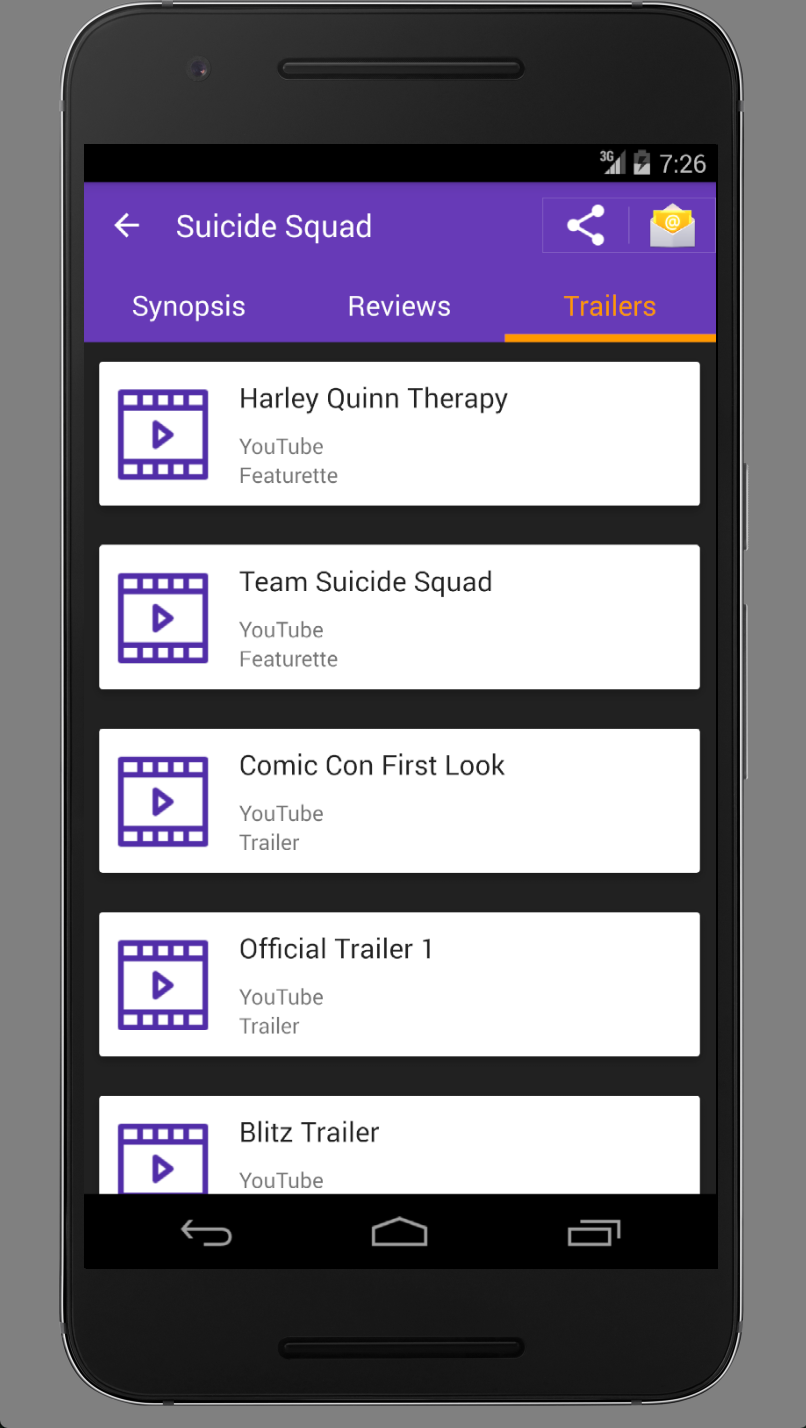 3G 7:26
Suicide Squad
@
Synopsis Reviews Trailers
Harley Quinn Therapy
YouTube
Featurette
Team Suicide Squad
YouTube
Featurette
Comic Con First Look
YouTube
Trailer
Official Trailer 1
YouTube
Trailer
Blitz Trailer
YouTube